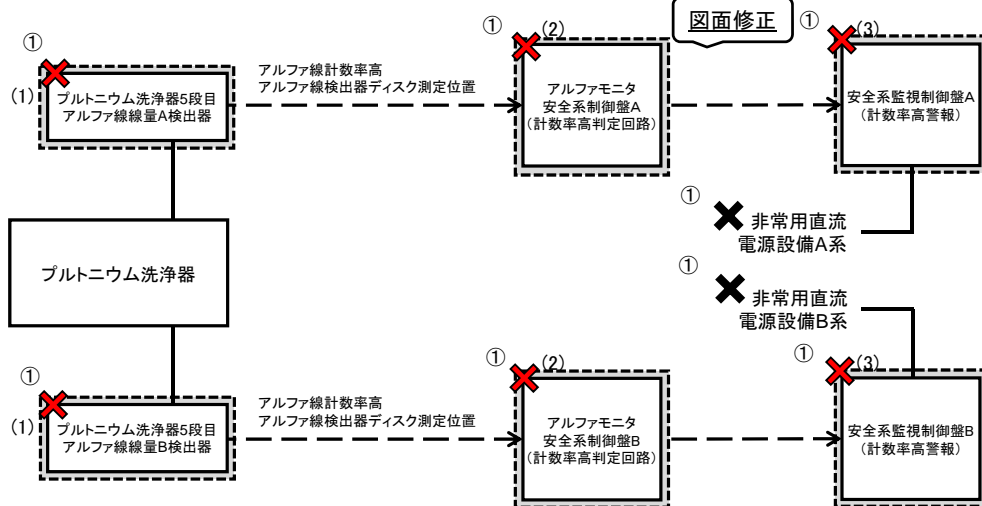 図面修正
①
(1)
プルトニウム洗浄器5段目
アルファ線線量A検出器
アルファ線計数率高
アルファ線検出器ディスク測定位置
①
(2)
アルファモニタ
安全系制御盤A
(計数率高判定回路)
①
(3)
安全系監視制御盤A
(計数率高警報)
①
非常用直流
電源設備A系
プルトニウム洗浄器
①
非常用直流
電源設備B系
①
(1)
プルトニウム洗浄器5段目
アルファ線線量B検出器
アルファ線計数率高
アルファ線検出器ディスク測定位置
①
(2)
アルファモニタ
安全系制御盤B
(計数率高判定回路)
①
(3)
安全系監視制御盤B
(計数率高警報)